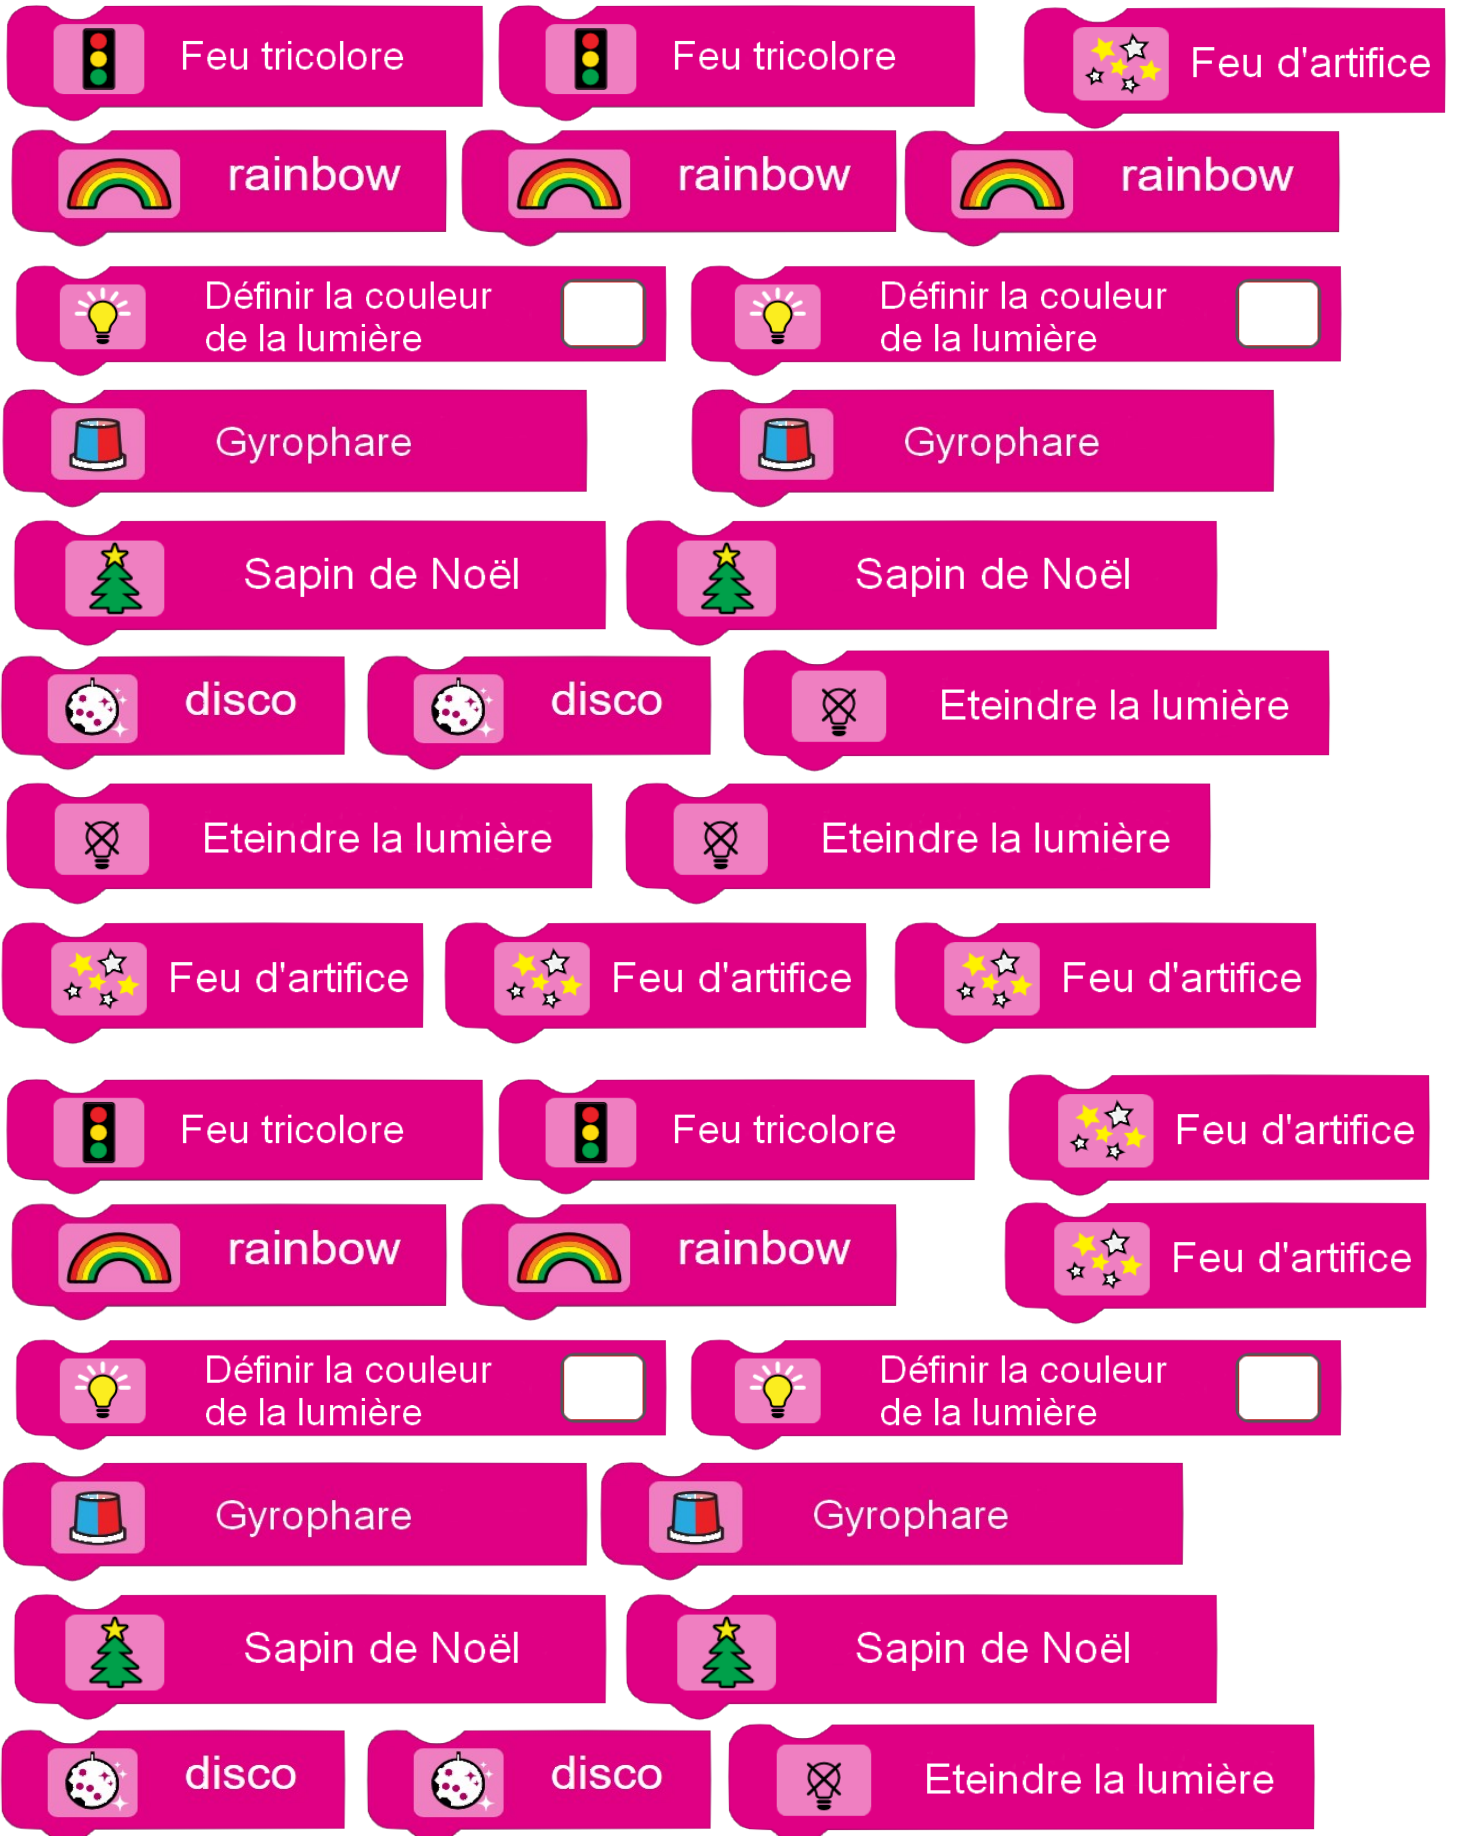 Feu tricolore Feu tricolore Feu d'artifice
rainbow rainbow rainbow
Définir la couleur Définir la couleur
de la lumière de la lumière
Gyrophare Gyrophare
Sapin de Noël Sapin de Noël
disco disco Eteindre la lumière
Eteindre la lumière Eteindre la lumière
Feu d'artifice Feu d'artifice Feu d'artifice
Feu tricolore Feu tricolore Feu d'artifice
rainbow rainbow Feu d'artifice
Définir la couleur Définir la couleur
de la lumière de la lumière
Gyrophare Gyrophare
Sapin de Noël Sapin de Noël
disco disco Eteindre la lumière